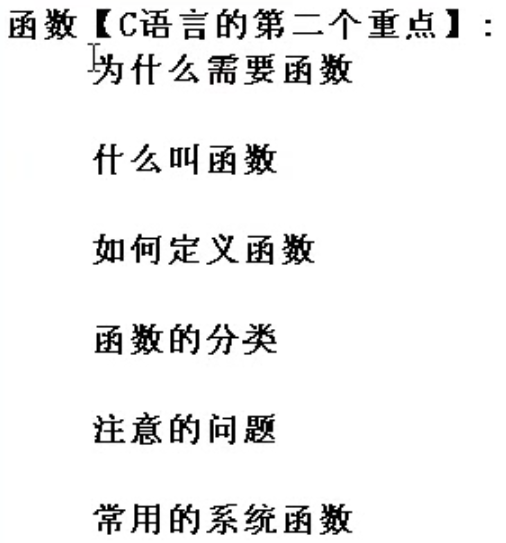 函数【C语言的第二个重点】:
为什么需要函数
什么叫函数
如何定义函数
函数的分类
注意的问题
常用的系统函数